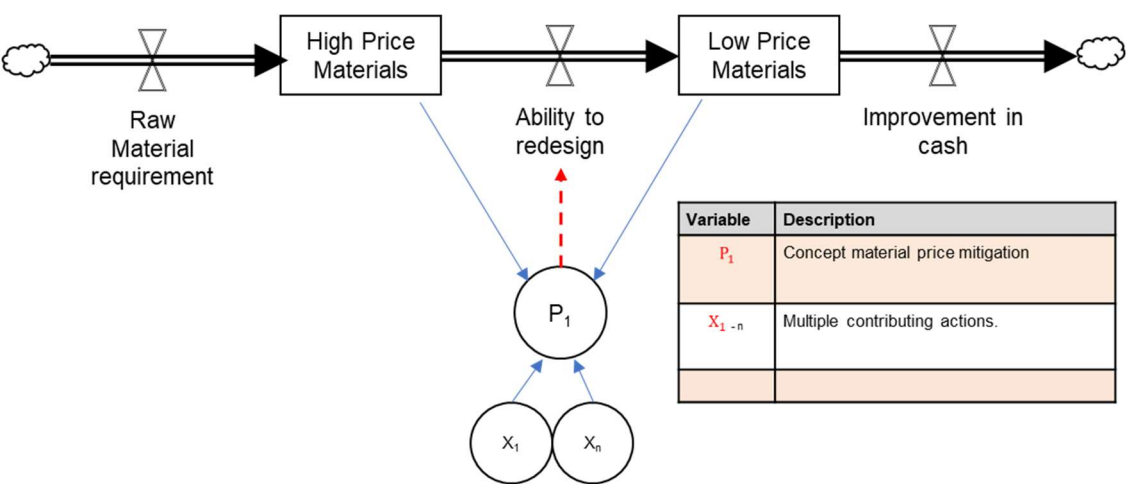 High Price
Materials
Low Price
Materials
Raw
Material
requirement
Ability to
redesign
Improvement in
cash
Variable Description
P₁ Concept material price mitigation
X₁ - n Multiple contributing actions.
P₁
X₁ Xₙ